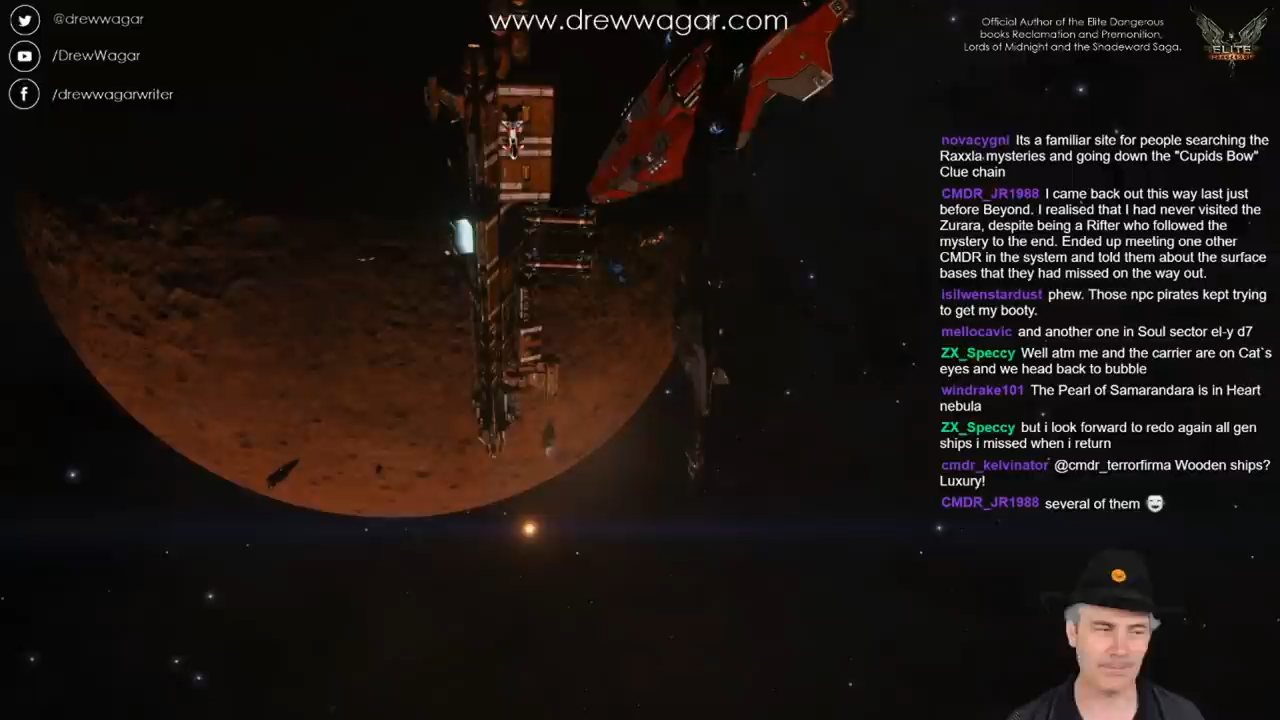 @drewwagar
/DrewWagar
/drewwagarwriter
www.drewwagar.com
Official Author of the Elite Dangerous
books Reclamation and Premonition,
Lords of Midnight and the Shadeward Saga.
ELITE
novacygni Its a familiar site for people searching the
Raxxla mysteries and going down the "Cupids Bow"
Clue chain
CMDR_JR1988 I came back out this way last just
before Beyond. I realised that I had never visited the
Zurara, despite being a Rifter who followed the
mystery to the end. Ended up meeting one other
CMDR in the system and told them about the surface
bases that they had missed on the way out.
isilwenstardust phew. Those npc pirates kept trying
to get my booty.
mellocavic and another one in Soul sector el-y d7
ZX_Speccy Well atm me and the carrier are on Cat`s
eyes and we head back to bubble
windrake101 The Pearl of Samarandara is in Heart
nebula
ZX_Speccy but i look forward to redo again all gen
ships i missed when i return
cmdr_kelvinator @cmdr_terrorfirma Wooden ships?
Luxury!
CMDR_JR1988 several of them